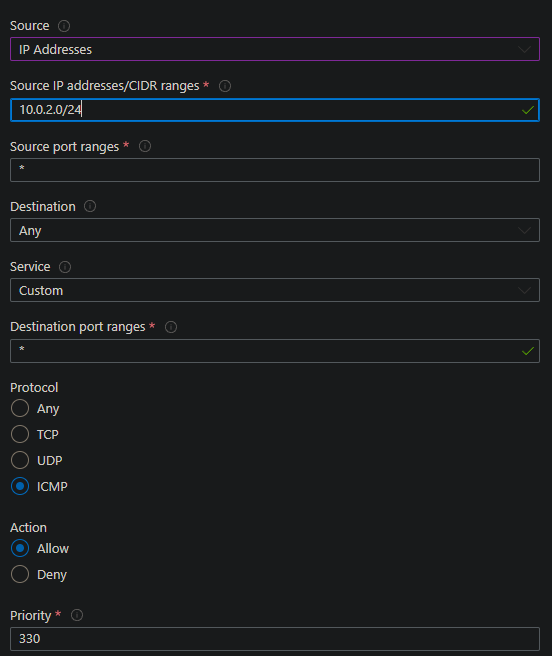 Source
IP Addresses
Source IP addresses/CIDR ranges *
10.0.2.0/24
Source port ranges *
*
Destination
Any
Service
Custom
Destination port ranges *
*
Protocol
Any
TCP
UDP
ICMP
Action
Allow
Deny
Priority *
330